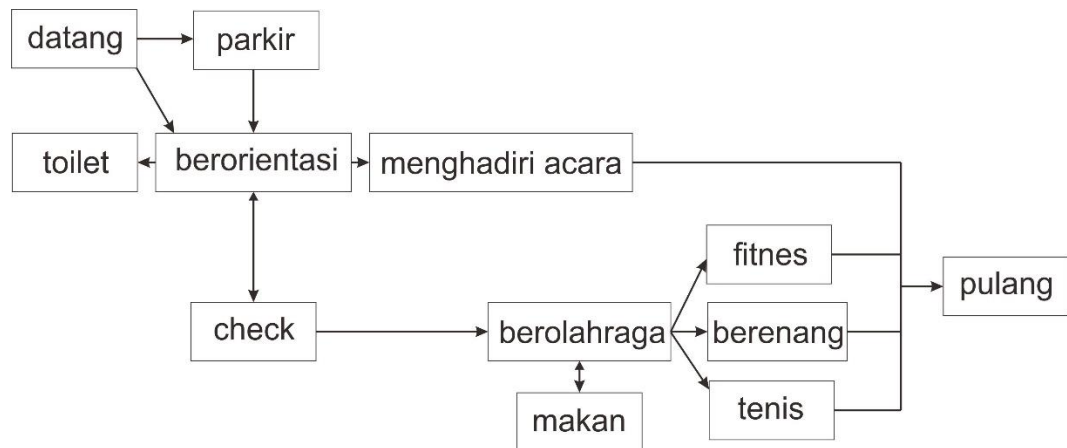 datang
parkir
toilet
berorientasi
menghadiri acara
fitnes
pulang
check
berolahraga
berenang
makan
tenis